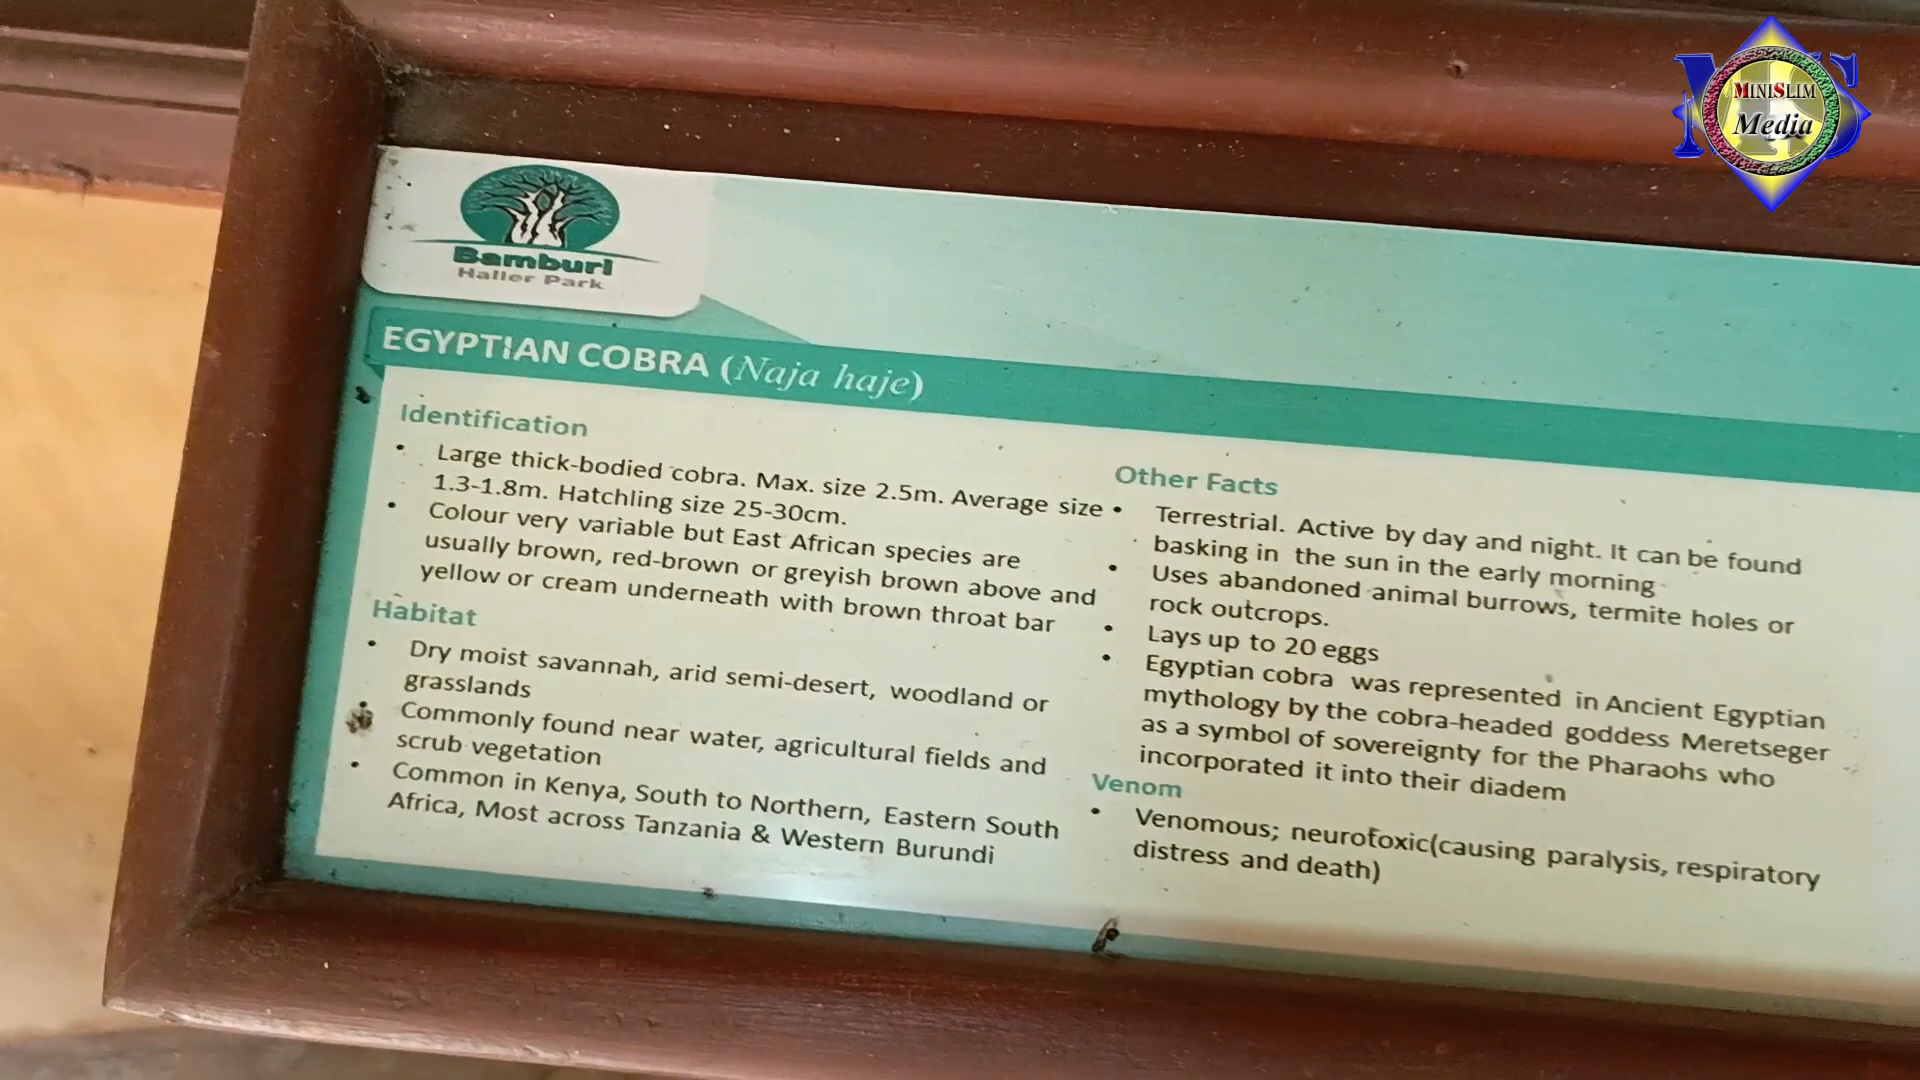 MINISLIM
Media
Bamburi
Haller Park
EGYPTIAN COBRA (Naja haje)
Identification
• Large thick-bodied cobra. Max. size 2.5m. Average size
1.3-1.8m. Hatchling size 25-30cm.
• Colour very variable but East African species are
usually brown, red-brown or greyish brown above and
yellow or cream underneath with brown throat bar
Habitat
• Dry moist savannah, arid semi-desert, woodland or
grasslands
• Commonly found near water, agricultural fields and
scrub vegetation
• Common in Kenya, South to Northern, Eastern South
Africa, Most across Tanzania & Western Burundi
Other Facts
• Terrestrial. Active by day and night. It can be found
basking in the sun in the early morning
• Uses abandoned animal burrows, termite holes or
rock outcrops.
• Lays up to 20 eggs
• Egyptian cobra was represented in Ancient Egyptian
mythology by the cobra-headed goddess Meretseger
as a symbol of sovereignty for the Pharaohs who
incorporated it into their diadem
Venom
• Venomous; neurotoxic(causing paralysis, respiratory
distress and death)